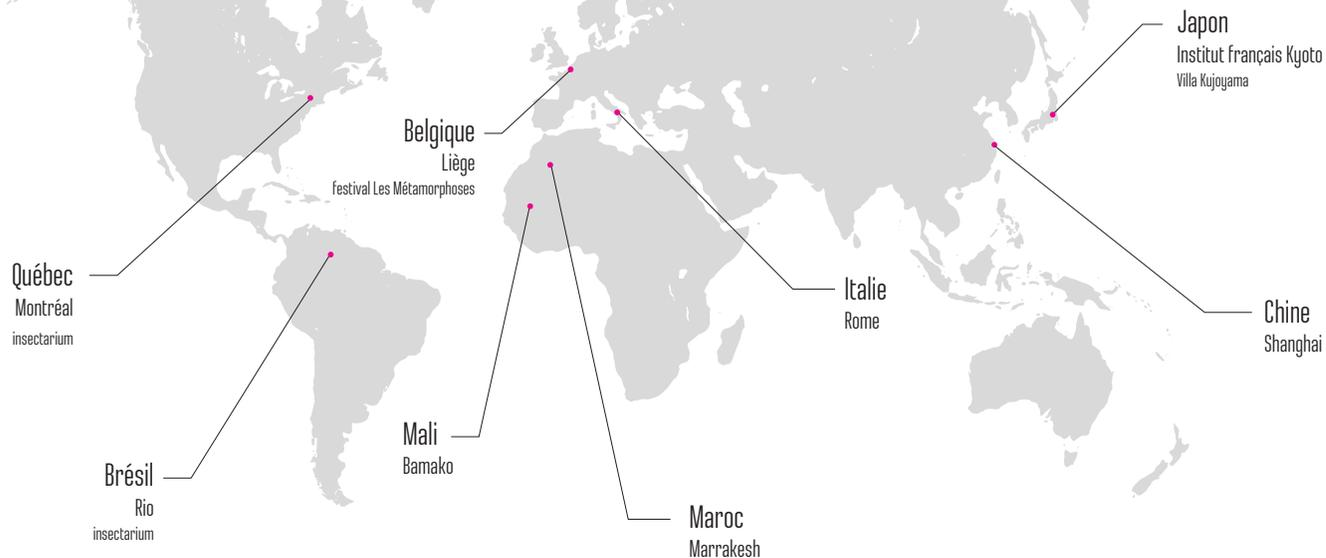 Japon
Institut français Kyoto
Villa Kujoyama
Belgique
Liège
festival Les Métamorphoses
Québec
Montréal
insectarium
Italie
Rome
Chine
Shanghai
Mali
Bamako
Brésil
Rio
insectarium
Maroc
Marrakesh